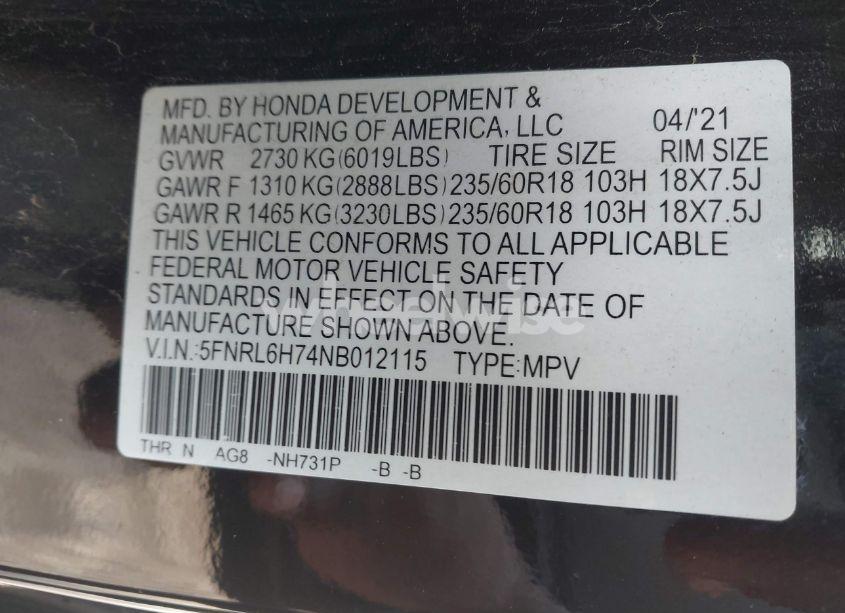 MFD. BY HONDA DEVELOPMENT &
MANUFACTURING OF AMERICA, LLC 04/'21
GVWR 2730 KG(6019LBS) TIRE SIZE RIM SIZE
GAWR F 1310 KG(2888LBS) 235/60R18 103H 18X7.5J
GAWR R 1465 KG(3230LBS) 235/60R18 103H 18X7.5J
THIS VEHICLE CONFORMS TO ALL APPLICABLE
FEDERAL MOTOR VEHICLE SAFETY
STANDARDS IN EFFECT ON THE DATE OF
MANUFACTURE SHOWN ABOVE.
wheelwise
V.I.N.:5FNRL6H74NB012115 TYPE:MPV
THR N AG8 -NH731P -B -B